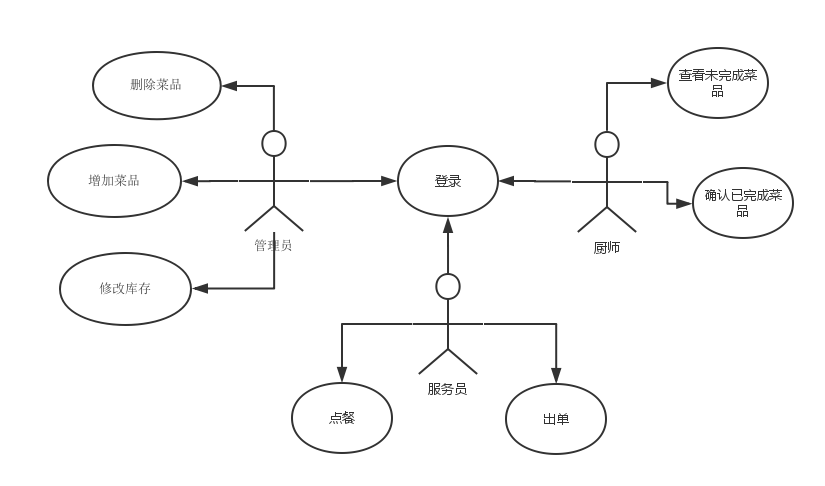 删除菜品
查看未完成菜
品
增加菜品
登录
确认已完成菜
品
管理员
厨师
修改库存
服务员
点餐
出单